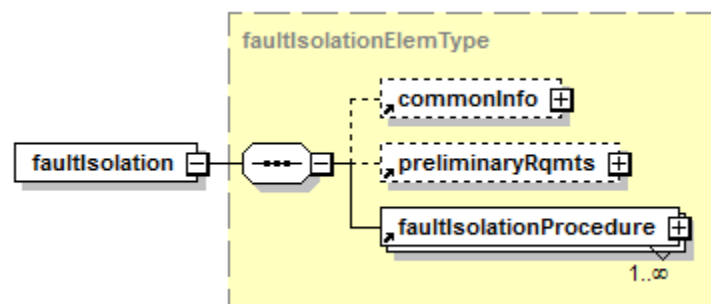 faultIsolationElemType
commonInfo
preliminaryRqmts
faultIsolation
faultIsolationProcedure
1..∞